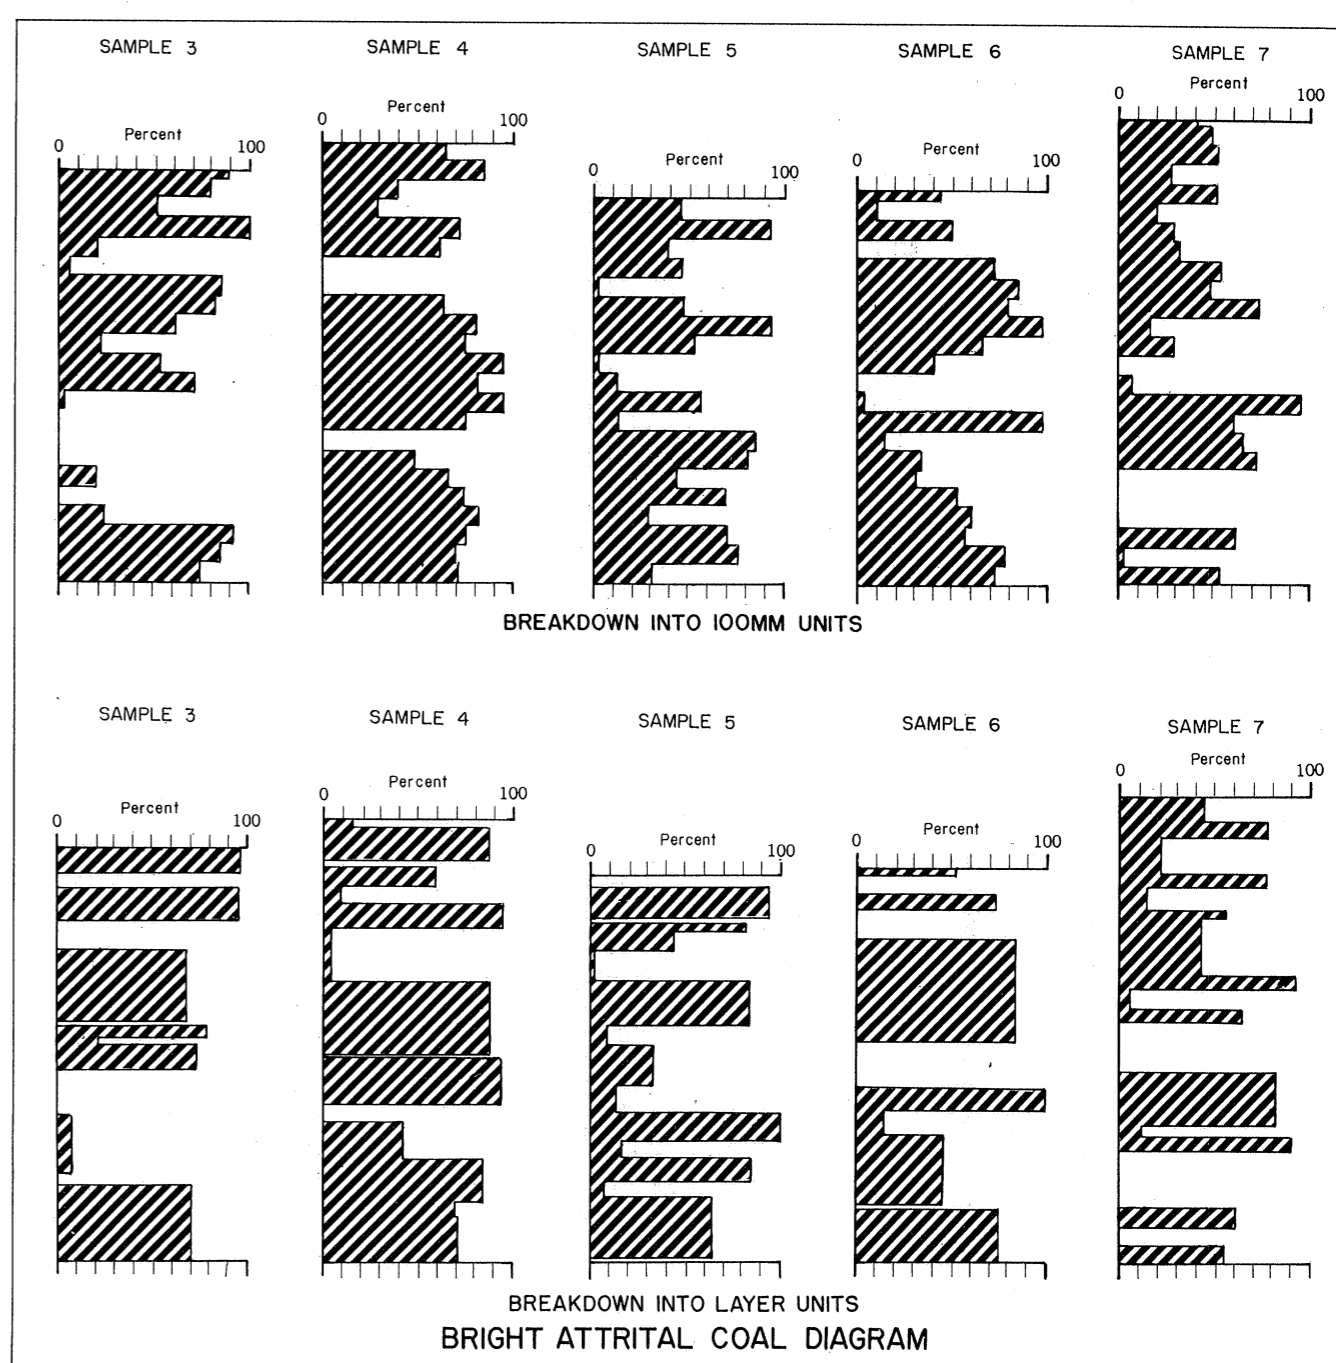 SAMPLE 3 SAMPLE 4 SAMPLE 5 SAMPLE 6 SAMPLE 7
Percent
0 100
Percent
0 100
Percent
0 100
Percent
0 100
Percent
0 100
BREAKDOWN INTO 100MM UNITS
SAMPLE 3 SAMPLE 4 SAMPLE 5 SAMPLE 6 SAMPLE 7
Percent
0 100
Percent
0 100
Percent
0 100
Percent
0 100
Percent
0 100
BREAKDOWN INTO LAYER UNITS
BRIGHT ATTRITAL COAL DIAGRAM